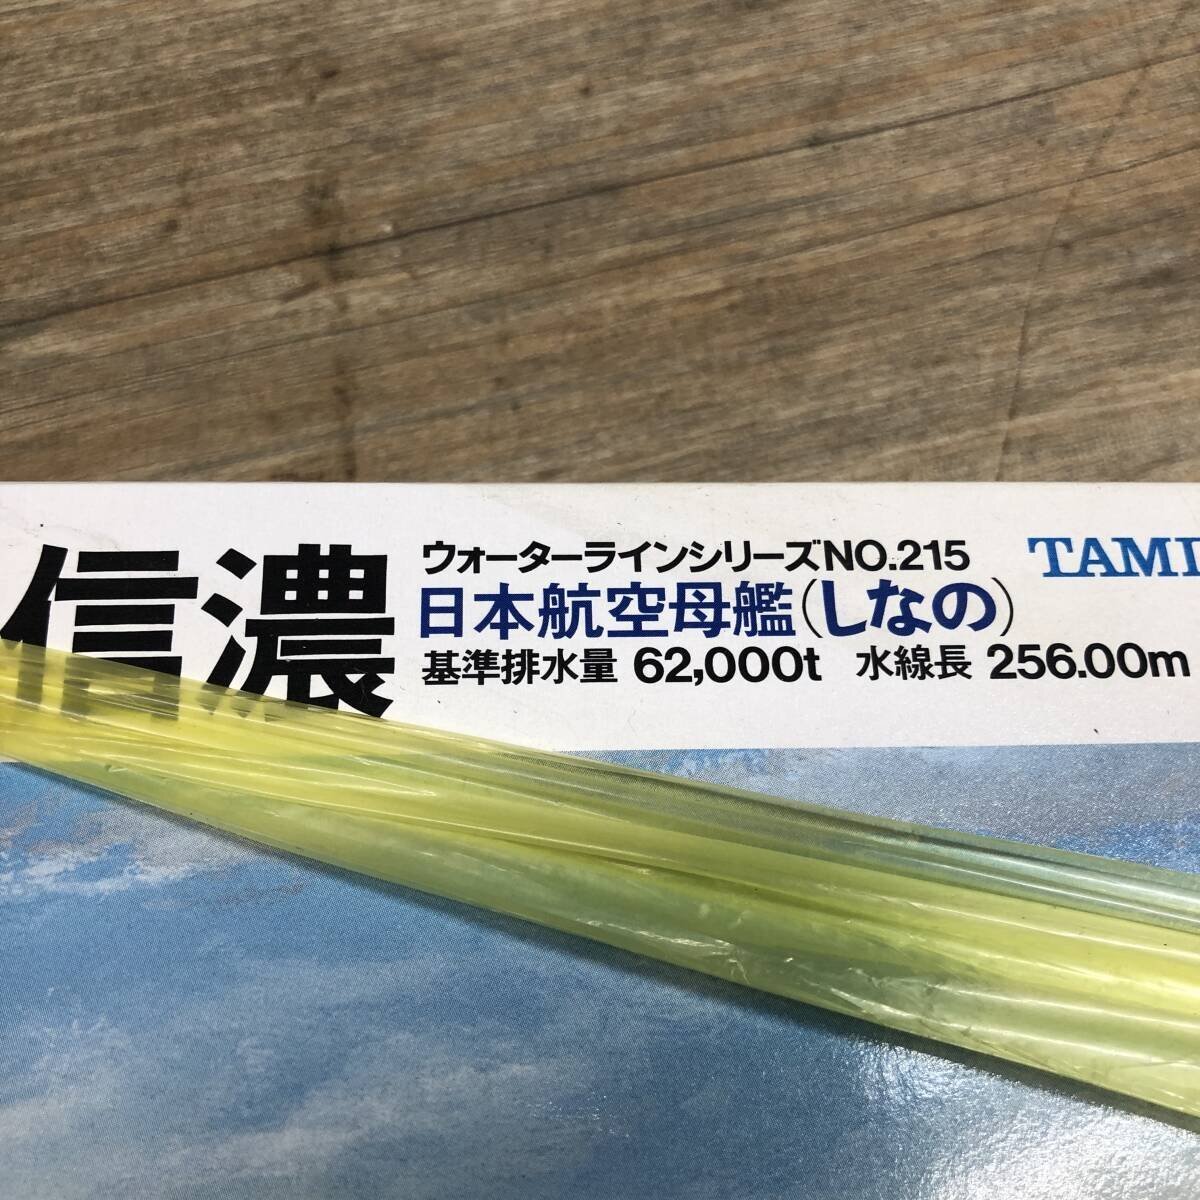 信濃
ウォーターラインシリーズNO.215
日本航空母艦(しなの)
基準排水量 62,000t 水線長 256.00m
TAMI